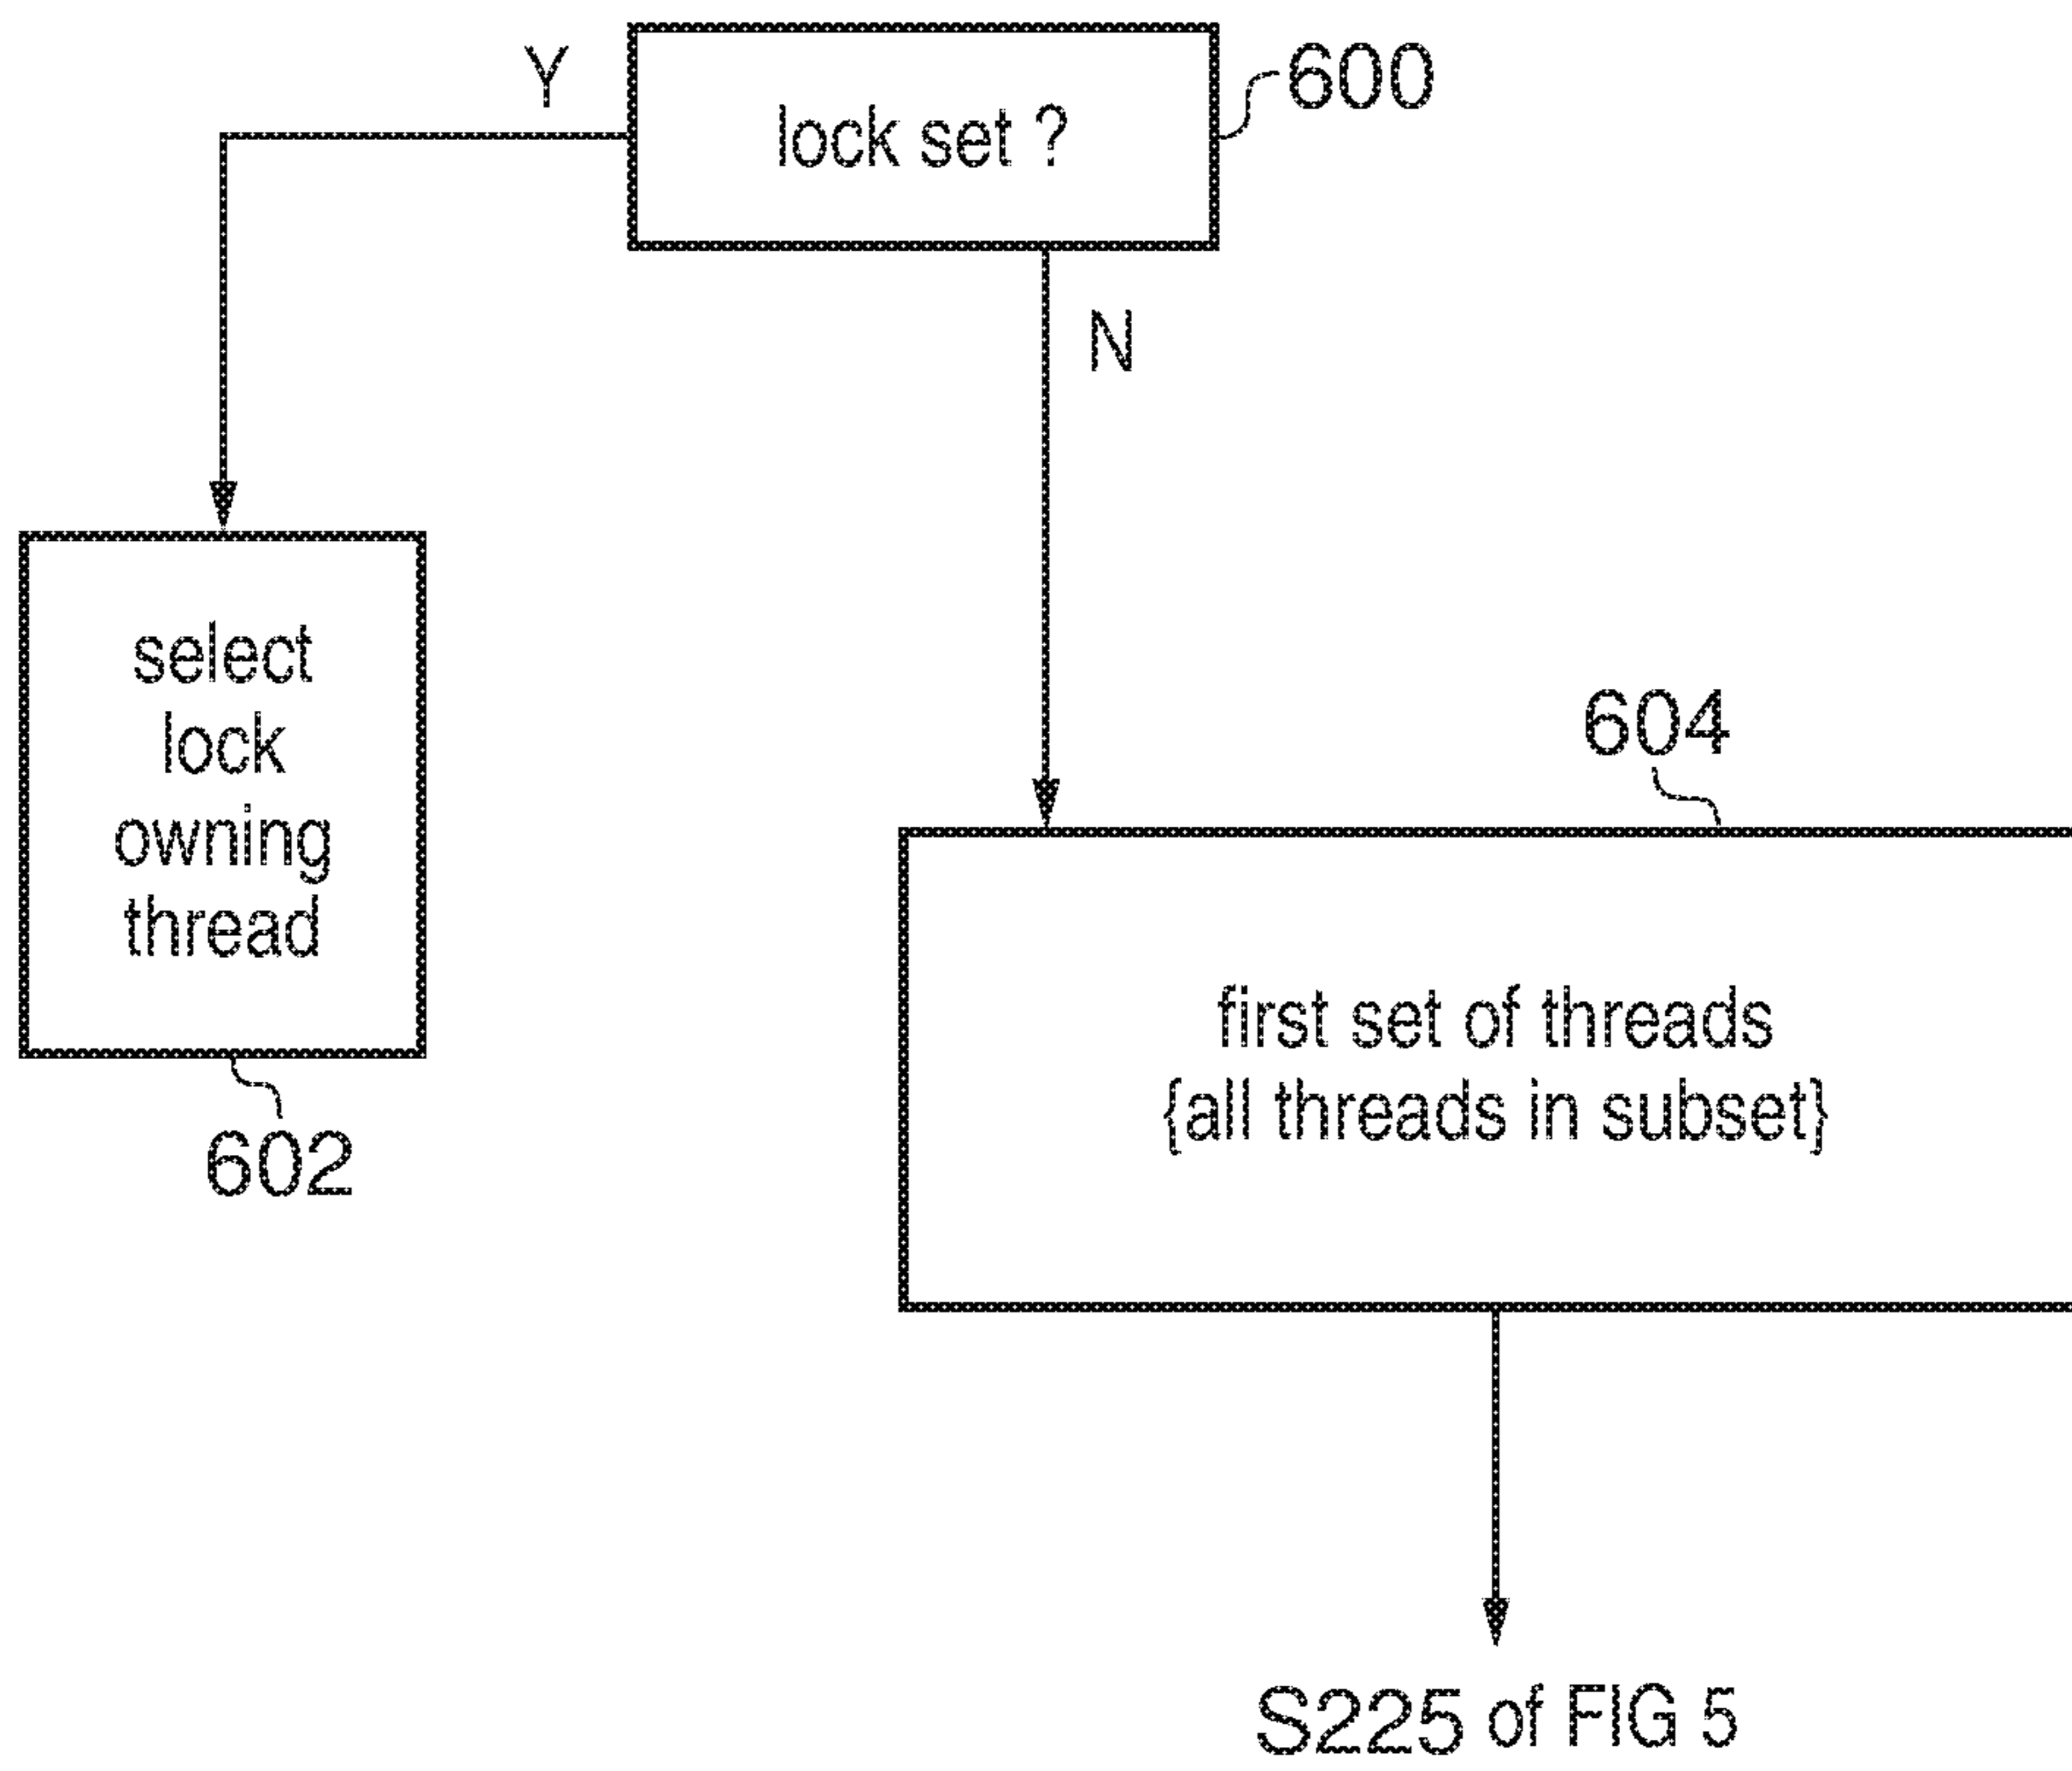 Y
lock set ?
600
N
select
lock
owning
thread
602
604
first set of threads
{all threads in subset}
S225 of FIG 5